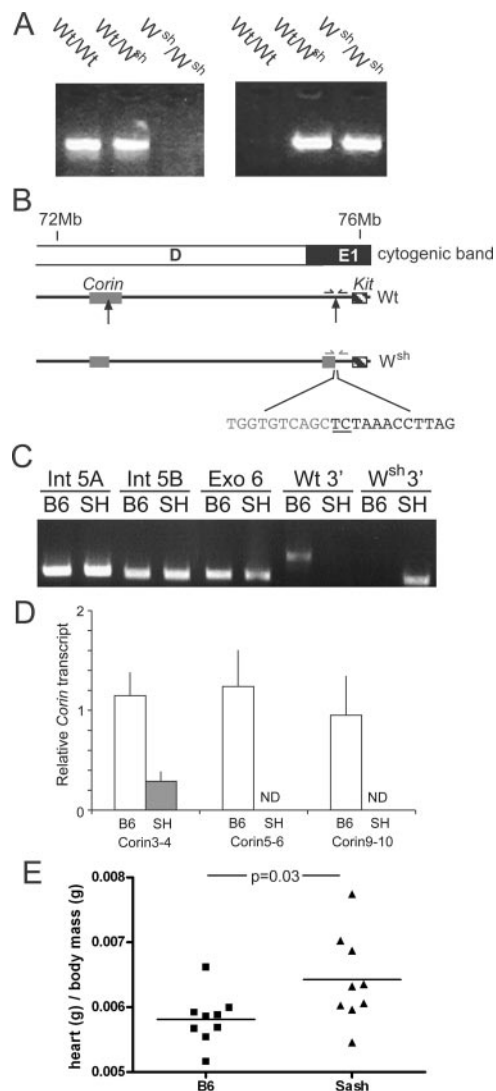 A
Wt/Wt Wt/Wsh Wsh/Wsh Wt/Wt Wt/Wsh Wsh/Wsh
B
72Mb 76Mb
D E1 cytogenic band
Corin Kit
Wt
Wsh
TGGTGTCAGCTCTAAACCTTAG
C
Int 5A Int 5B Exo 6 Wt 3' Wsh 3'
B6 SH B6 SH B6 SH B6 SH B6 SH
D
Relative Corin transcript
2
1
0
ND ND
B6 SH B6 SH B6 SH
Corin3-4 Corin5-6 Corin9-10
E
heart (g) / body mass (g)
0.008
0.007
0.006
0.005
p=0.03
B6 Sash